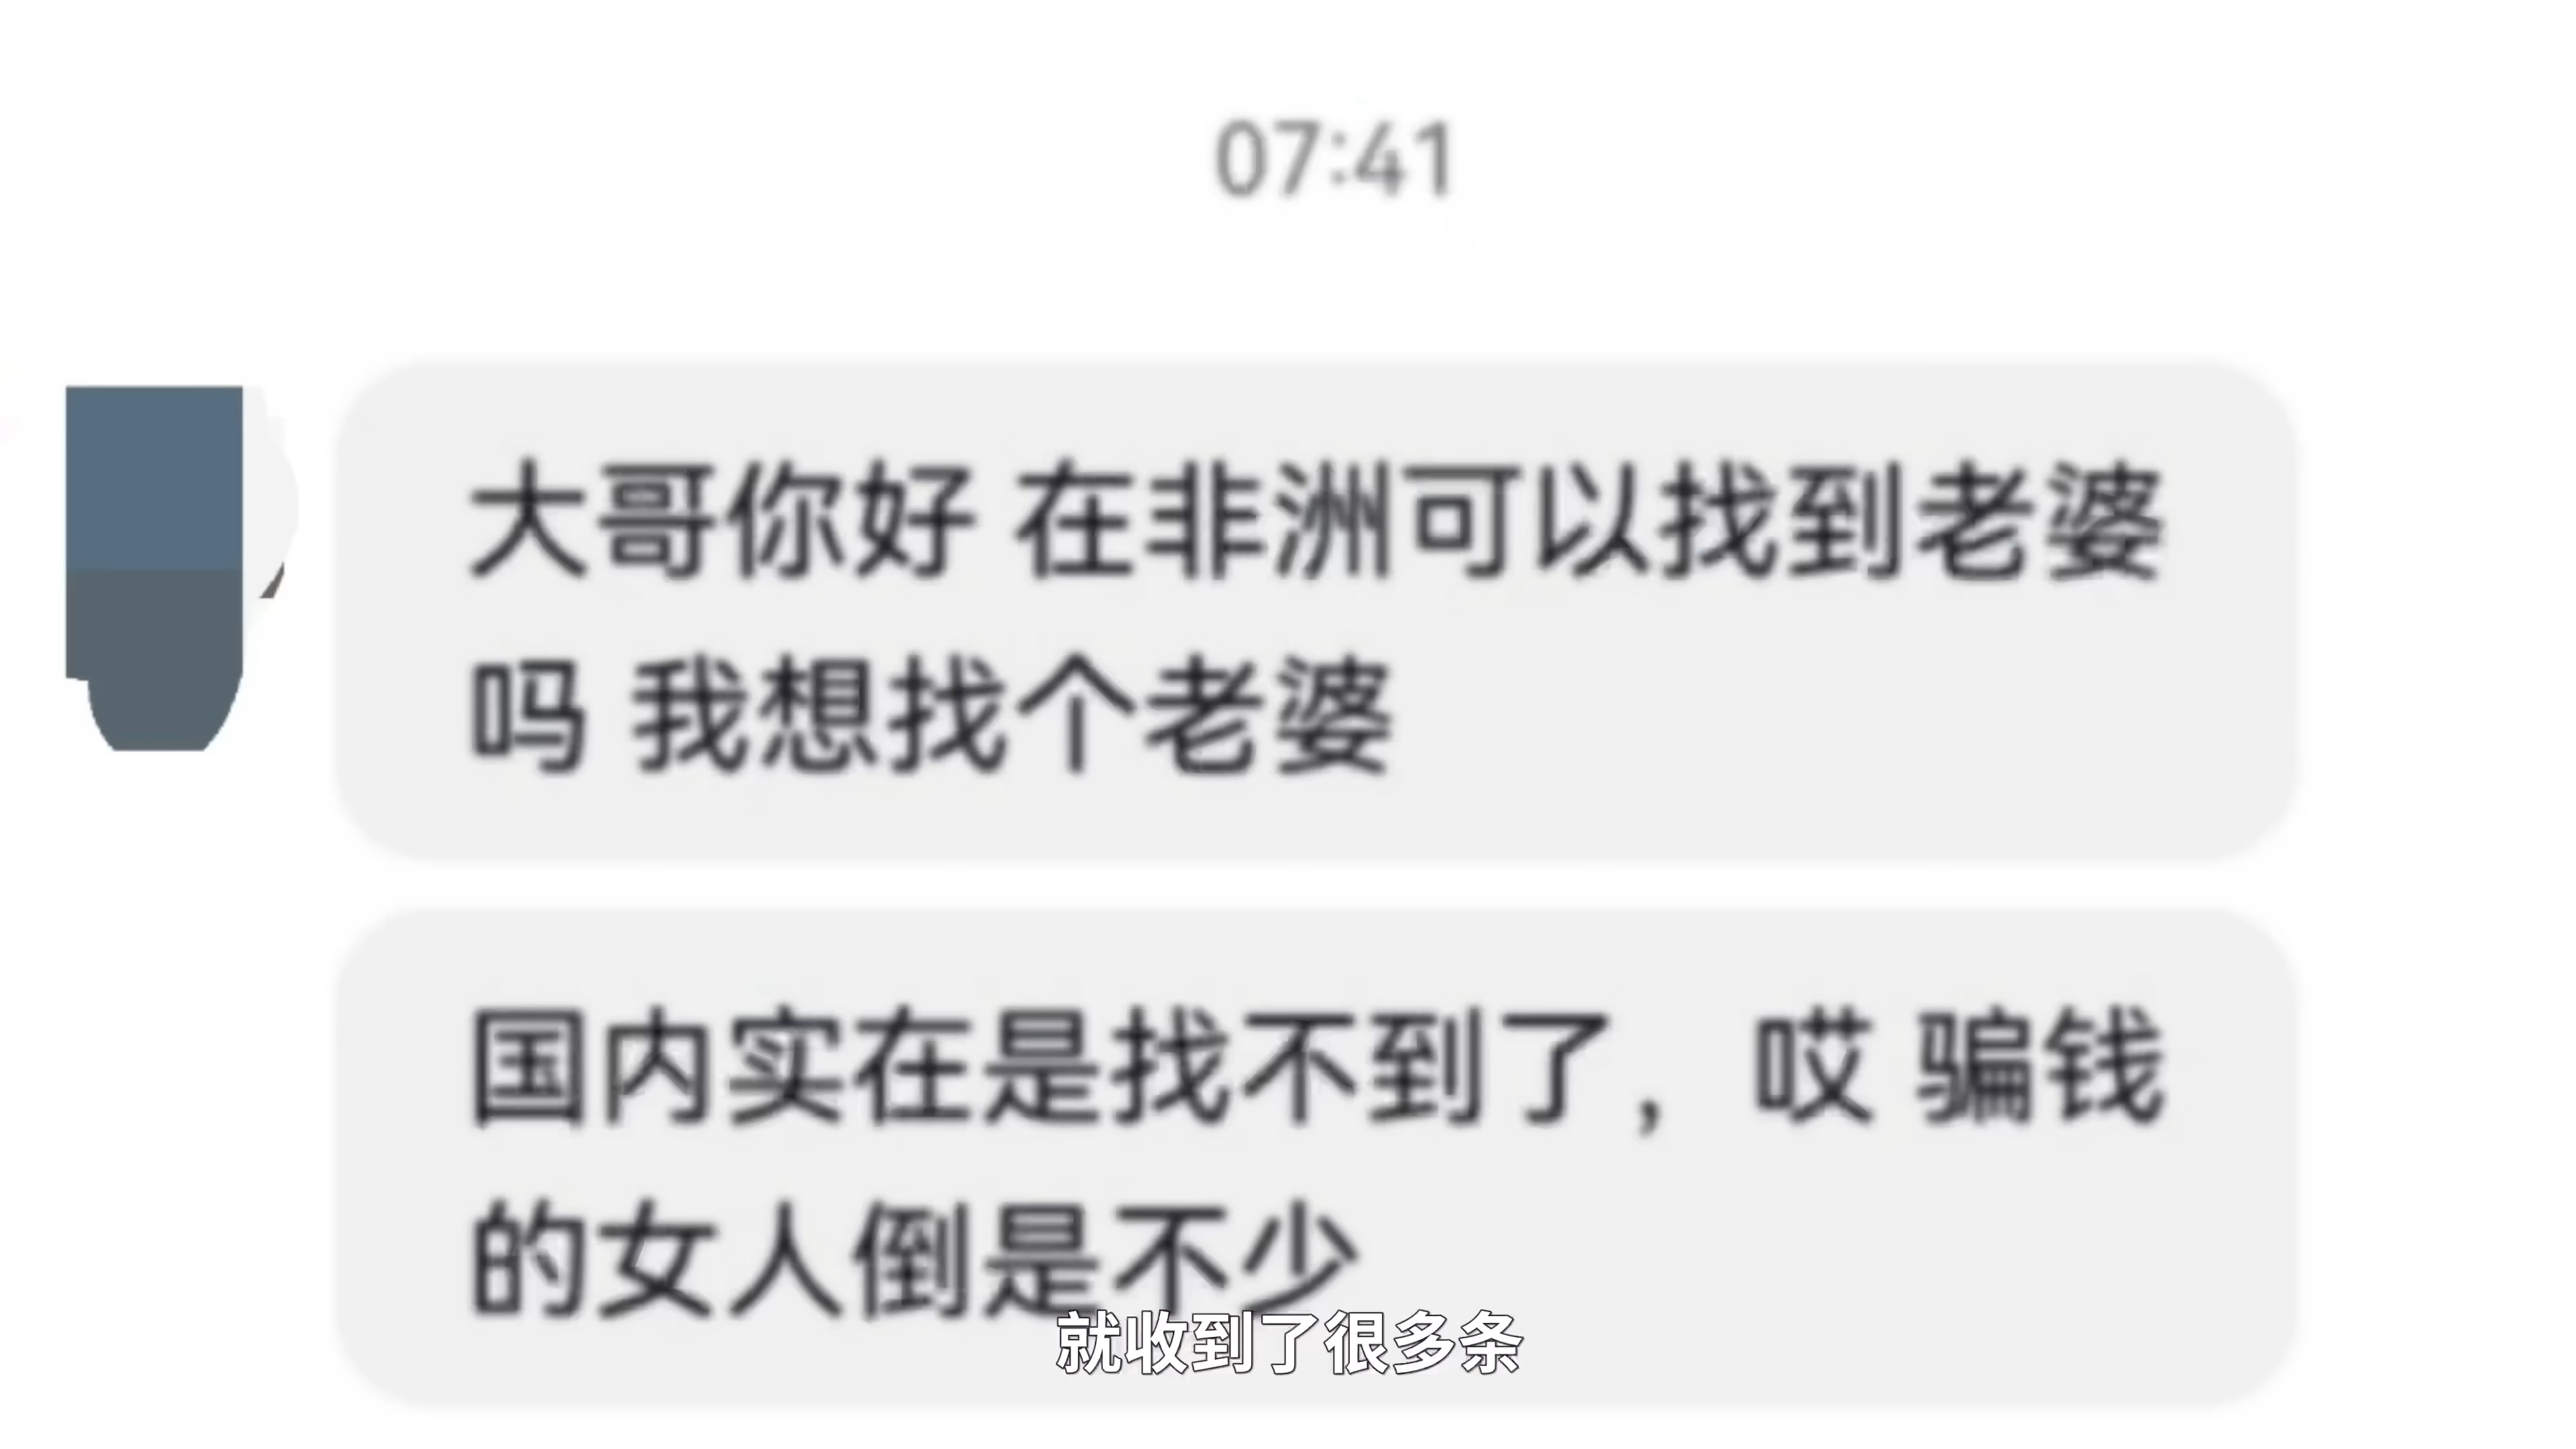 07:41
大哥你好 在非洲可以找到老婆
吗 我想找个老婆
国内实在是找不到了，哎 骗钱
的女人倒是不少
就收到了很多条